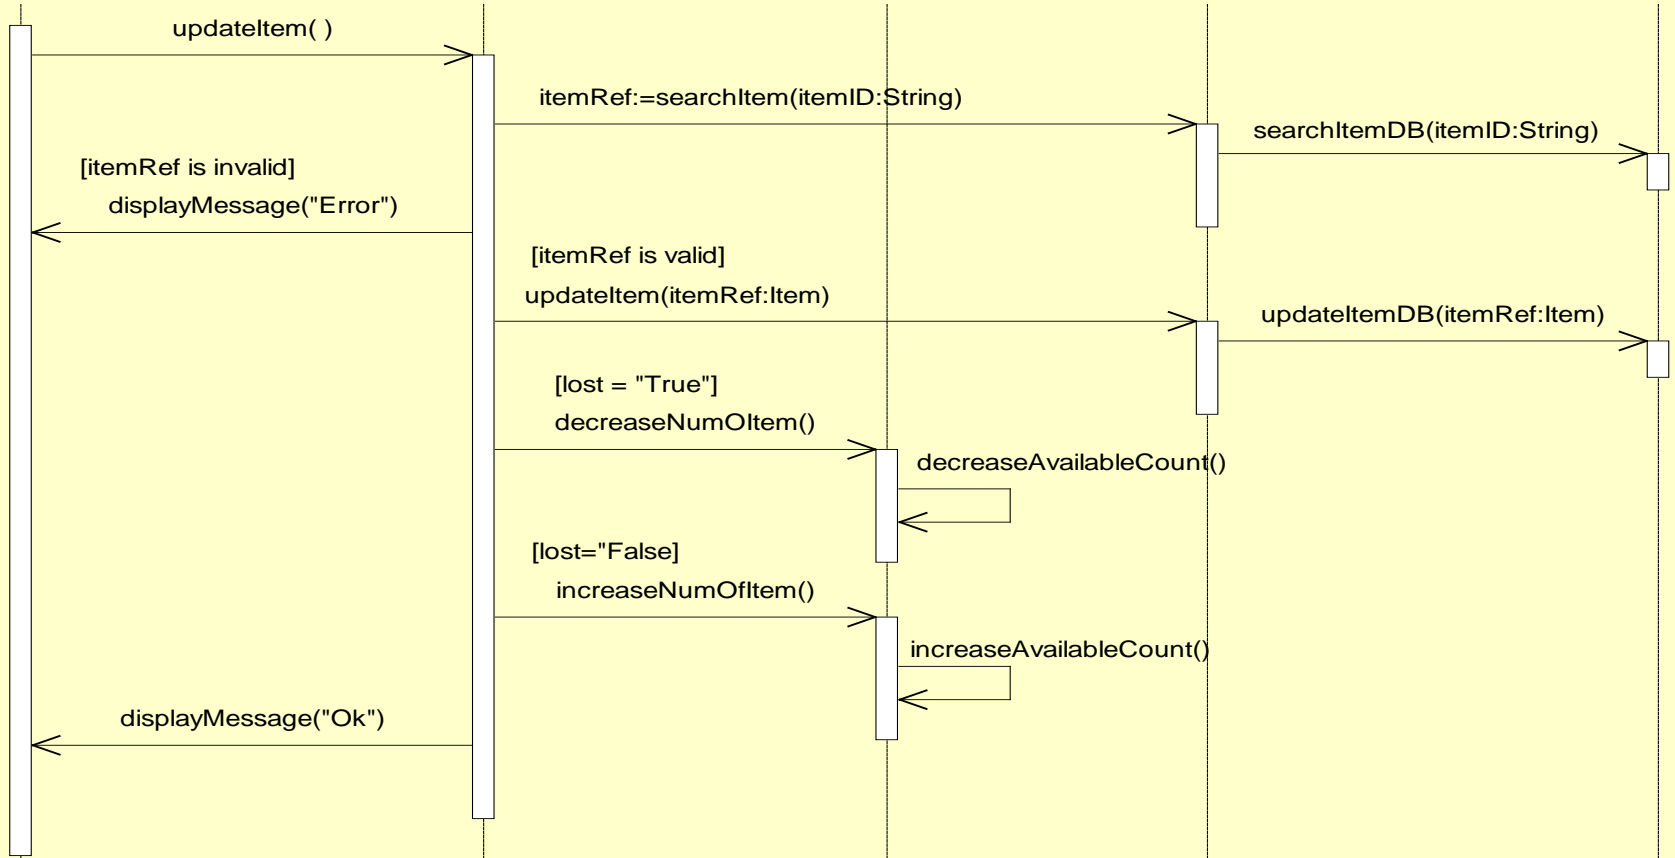 updateItem( )
itemRef:=searchItem(itemID:String)
searchItemDB(itemID:String)
[itemRef is invalid]
displayMessage("Error")
[itemRef is valid]
updateItem(itemRef:Item)
updateItemDB(itemRef:Item)
[lost = "True"]
decreaseNumOItem()
decreaseAvailableCount()
[lost="False]
increaseNumOfItem()
increaseAvailableCount()
displayMessage("Ok")